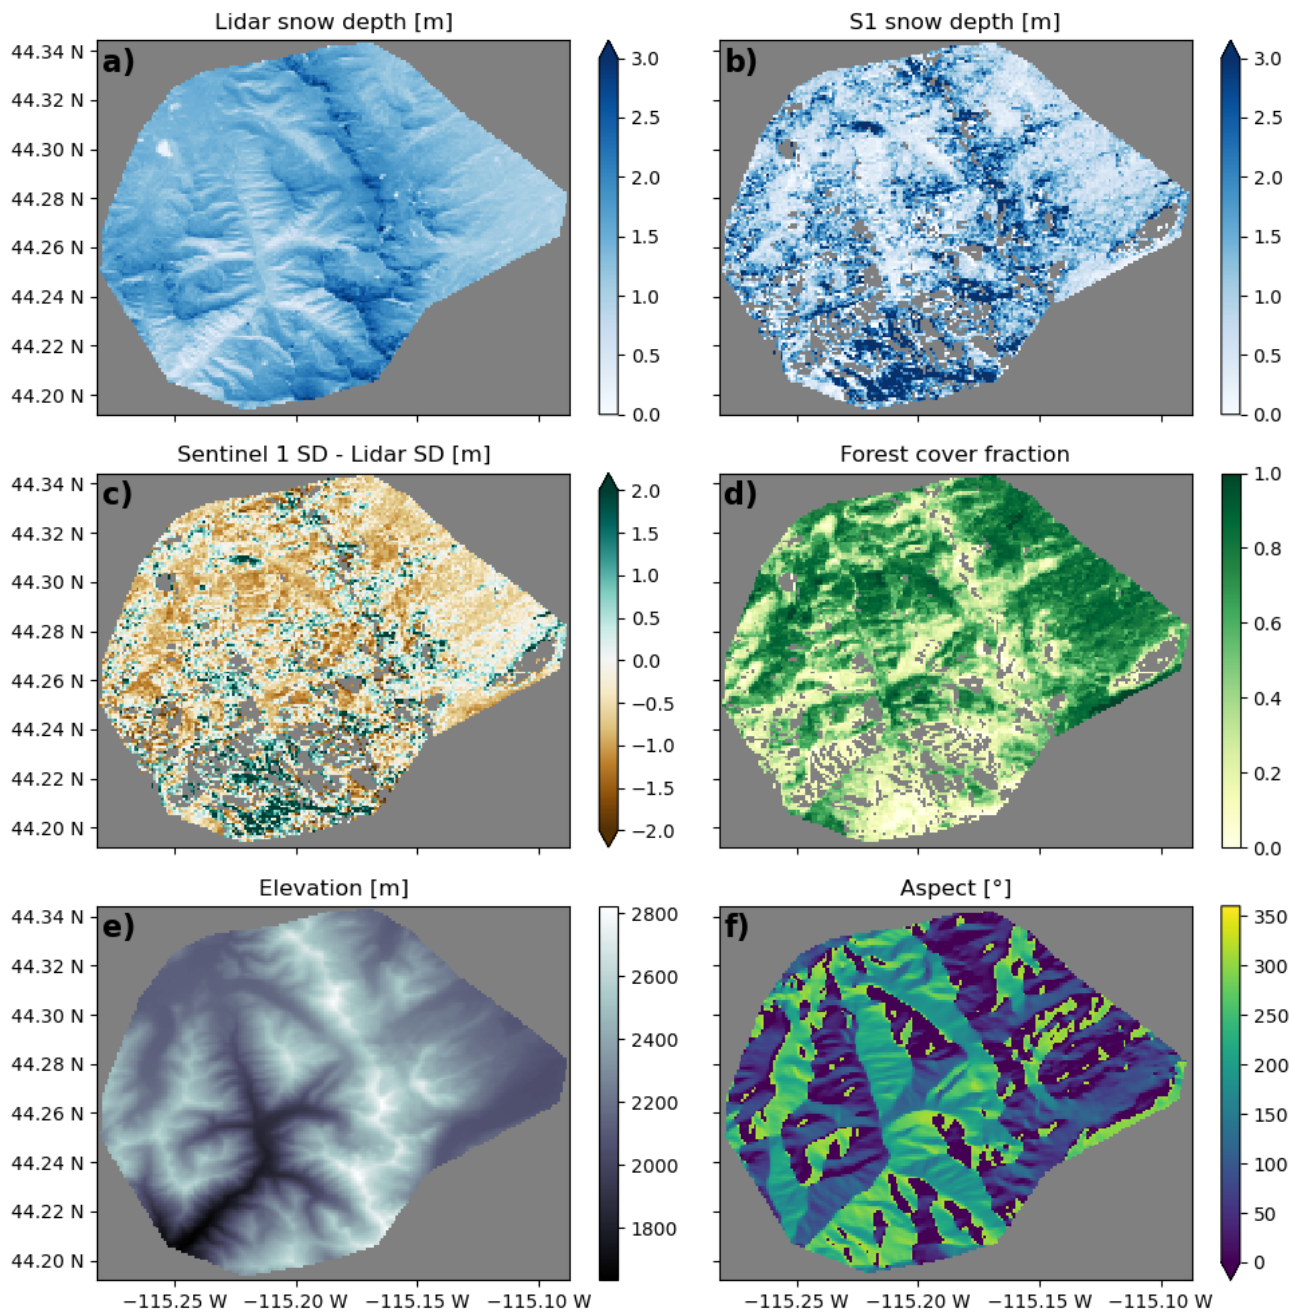 Lidar snow depth [m]
S1 snow depth [m]
a)
44.34 N
44.32 N
44.30 N
44.28 N
44.26 N
44.24 N
44.22 N
44.20 N
3.0
2.5
2.0
1.5
1.0
0.5
0.0
b)
3.0
2.5
2.0
1.5
1.0
0.5
0.0
Sentinel 1 SD - Lidar SD [m]
Forest cover fraction
c)
44.34 N
44.32 N
44.30 N
44.28 N
44.26 N
44.24 N
44.22 N
44.20 N
2.0
1.5
1.0
0.5
0.0
−0.5
−1.0
−1.5
−2.0
d)
1.0
0.8
0.6
0.4
0.2
0.0
Elevation [m]
Aspect [°]
e)
44.34 N
44.32 N
44.30 N
44.28 N
44.26 N
44.24 N
44.22 N
44.20 N
2800
2600
2400
2200
2000
1800
f)
350
300
250
200
150
100
50
0
−115.25 W −115.20 W −115.15 W −115.10 W
−115.25 W −115.20 W −115.15 W −115.10 W